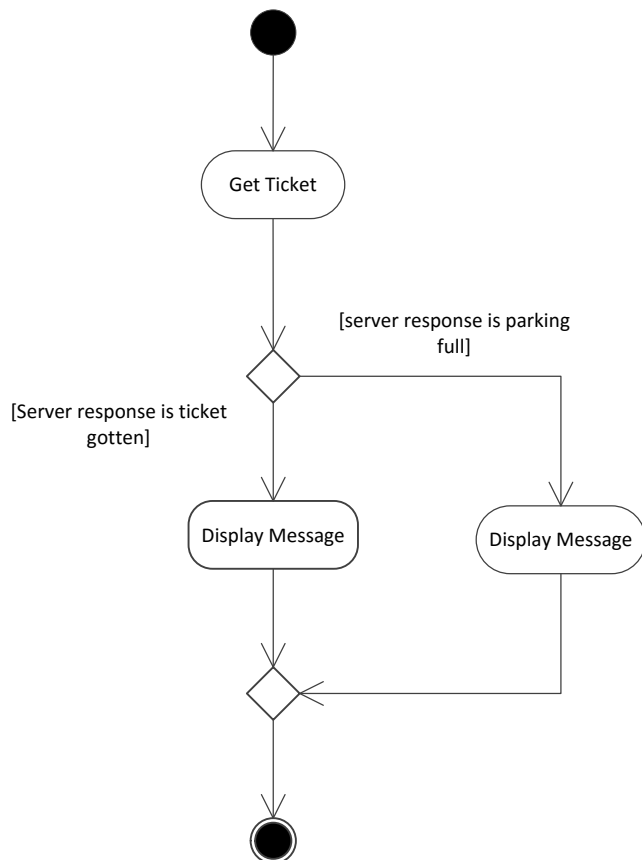 Get Ticket
[server response is parking
full]
[Server response is ticket
gotten]
Display Message
Display Message